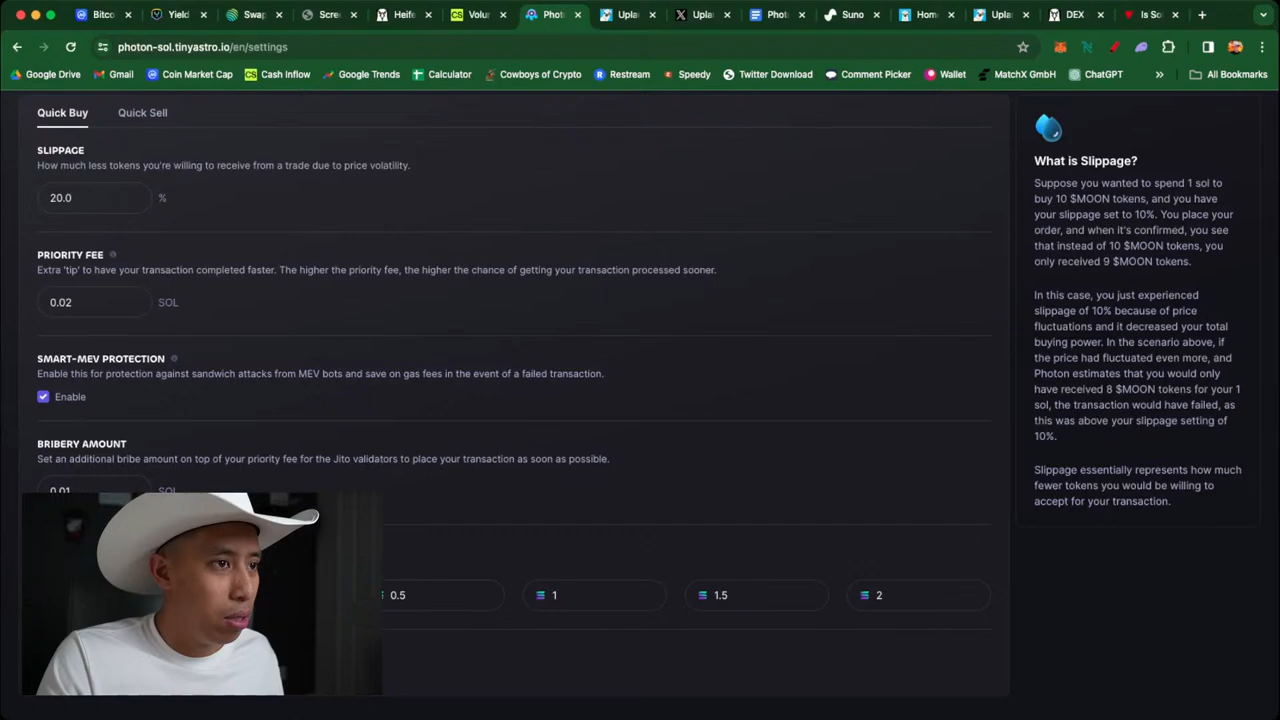 Bitco
Yield
Swap
Scree
Heife
Volur
Photo
Uplan
Uplan
Phot
Suno
Home
Uplan
DEX
Is So
photon-sol.tinyastro.io/en/settings
Google Drive
Gmail
Coin Market Cap
Cash Inflow
Google Trends
Calculator
Cowboys of Crypto
Restream
Speedy
Twitter Download
Comment Picker
Wallet
MatchX GmbH
ChatGPT
»
All Bookmarks
Quick Buy
Quick Sell
SLIPPAGE
How much less tokens you're willing to receive from a trade due to price volatility.
20.0 %
PRIORITY FEE
Extra 'tip' to have your transaction completed faster. The higher the priority fee, the higher the chance of getting your transaction processed sooner.
0.02 SOL
SMART-MEV PROTECTION
Enable this for protection against sandwich attacks from MEV bots and save on gas fees in the event of a failed transaction.
Enable
BRIBERY AMOUNT
Set an additional bribe amount on top of your priority fee for the Jito validators to place your transaction as soon as possible.
0.01 SOL
0.5
1
1.5
2
What is Slippage?
Suppose you wanted to spend 1 sol to
buy 10 $MOON tokens, and you have
your slippage set to 10%. You place your
order, and when it's confirmed, you see
that instead of 10 $MOON tokens, you
only received 9 $MOON tokens.
In this case, you just experienced
slippage of 10% because of price
fluctuations and it decreased your total
buying power. In the scenario above, if
the price had fluctuated even more, and
Photon estimates that you would only
have received 8 $MOON tokens for your 1
sol, the transaction would have failed, as
this was above your slippage setting of
10%.
Slippage essentially represents how much
fewer tokens you would be willing to
accept for your transaction.